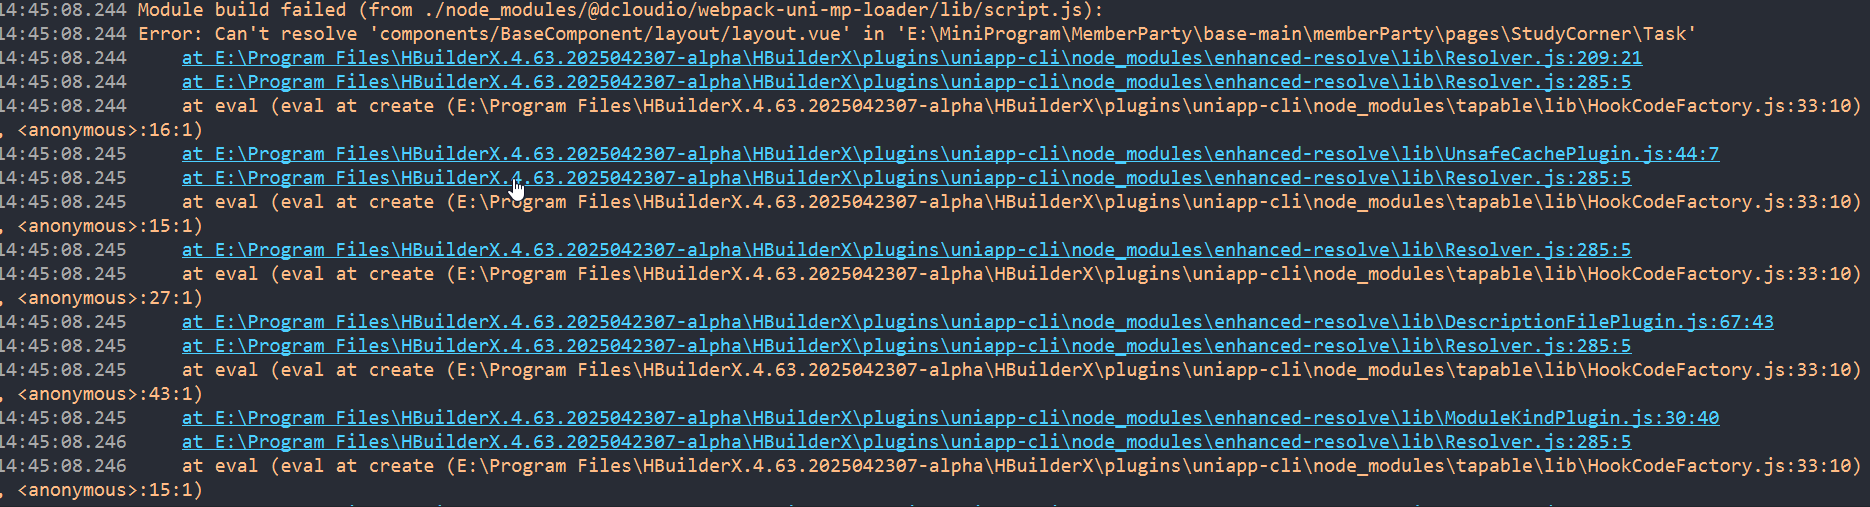 14:45:08.244 Module build failed (from ./node_modules/@dcloudio/webpack-uni-mp-loader/lib/script.js):
14:45:08.244 Error: Can't resolve 'components/BaseComponent/layout/layout.vue' in 'E:\MiniProgram\MemberParty\base-main\memberParty\pages\StudyCorner\Task'
14:45:08.244     at E:\Program Files\HBuilderX.4.63.2025042307-alpha\HBuilderX\plugins\uniapp-cli\node_modules\enhanced-resolve\lib\Resolver.js:209:21
14:45:08.244     at E:\Program Files\HBuilderX.4.63.2025042307-alpha\HBuilderX\plugins\uniapp-cli\node_modules\enhanced-resolve\lib\Resolver.js:285:5
14:45:08.244     at eval (eval at create (E:\Program Files\HBuilderX.4.63.2025042307-alpha\HBuilderX\plugins\uniapp-cli\node_modules\tapable\lib\HookCodeFactory.js:33:10)
, <anonymous>:16:1)
14:45:08.245     at E:\Program Files\HBuilderX.4.63.2025042307-alpha\HBuilderX\plugins\uniapp-cli\node_modules\enhanced-resolve\lib\UnsafeCachePlugin.js:44:7
14:45:08.245     at E:\Program Files\HBuilderX.4.63.2025042307-alpha\HBuilderX\plugins\uniapp-cli\node_modules\enhanced-resolve\lib\Resolver.js:285:5
14:45:08.245     at eval (eval at create (E:\Program Files\HBuilderX.4.63.2025042307-alpha\HBuilderX\plugins\uniapp-cli\node_modules\tapable\lib\HookCodeFactory.js:33:10)
, <anonymous>:15:1)
14:45:08.245     at E:\Program Files\HBuilderX.4.63.2025042307-alpha\HBuilderX\plugins\uniapp-cli\node_modules\enhanced-resolve\lib\Resolver.js:285:5
14:45:08.245     at eval (eval at create (E:\Program Files\HBuilderX.4.63.2025042307-alpha\HBuilderX\plugins\uniapp-cli\node_modules\tapable\lib\HookCodeFactory.js:33:10)
, <anonymous>:27:1)
14:45:08.245     at E:\Program Files\HBuilderX.4.63.2025042307-alpha\HBuilderX\plugins\uniapp-cli\node_modules\enhanced-resolve\lib\DescriptionFilePlugin.js:67:43
14:45:08.245     at E:\Program Files\HBuilderX.4.63.2025042307-alpha\HBuilderX\plugins\uniapp-cli\node_modules\enhanced-resolve\lib\Resolver.js:285:5
14:45:08.245     at eval (eval at create (E:\Program Files\HBuilderX.4.63.2025042307-alpha\HBuilderX\plugins\uniapp-cli\node_modules\tapable\lib\HookCodeFactory.js:33:10)
, <anonymous>:43:1)
14:45:08.245     at E:\Program Files\HBuilderX.4.63.2025042307-alpha\HBuilderX\plugins\uniapp-cli\node_modules\enhanced-resolve\lib\ModuleKindPlugin.js:30:40
14:45:08.246     at E:\Program Files\HBuilderX.4.63.2025042307-alpha\HBuilderX\plugins\uniapp-cli\node_modules\enhanced-resolve\lib\Resolver.js:285:5
14:45:08.246     at eval (eval at create (E:\Program Files\HBuilderX.4.63.2025042307-alpha\HBuilderX\plugins\uniapp-cli\node_modules\tapable\lib\HookCodeFactory.js:33:10)
, <anonymous>:15:1)